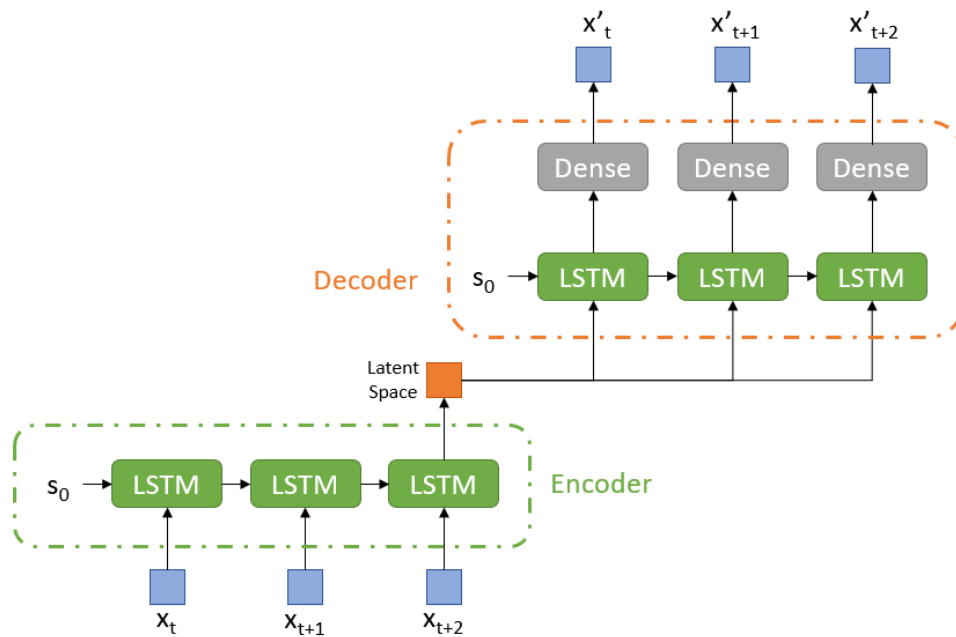 x'ₜ x'ₜ₊₁ x'ₜ₊₂
Dense Dense Dense
Decoder
s₀ LSTM LSTM LSTM
Latent
Space
s₀ LSTM LSTM LSTM
Encoder
xₜ xₜ₊₁ xₜ₊₂